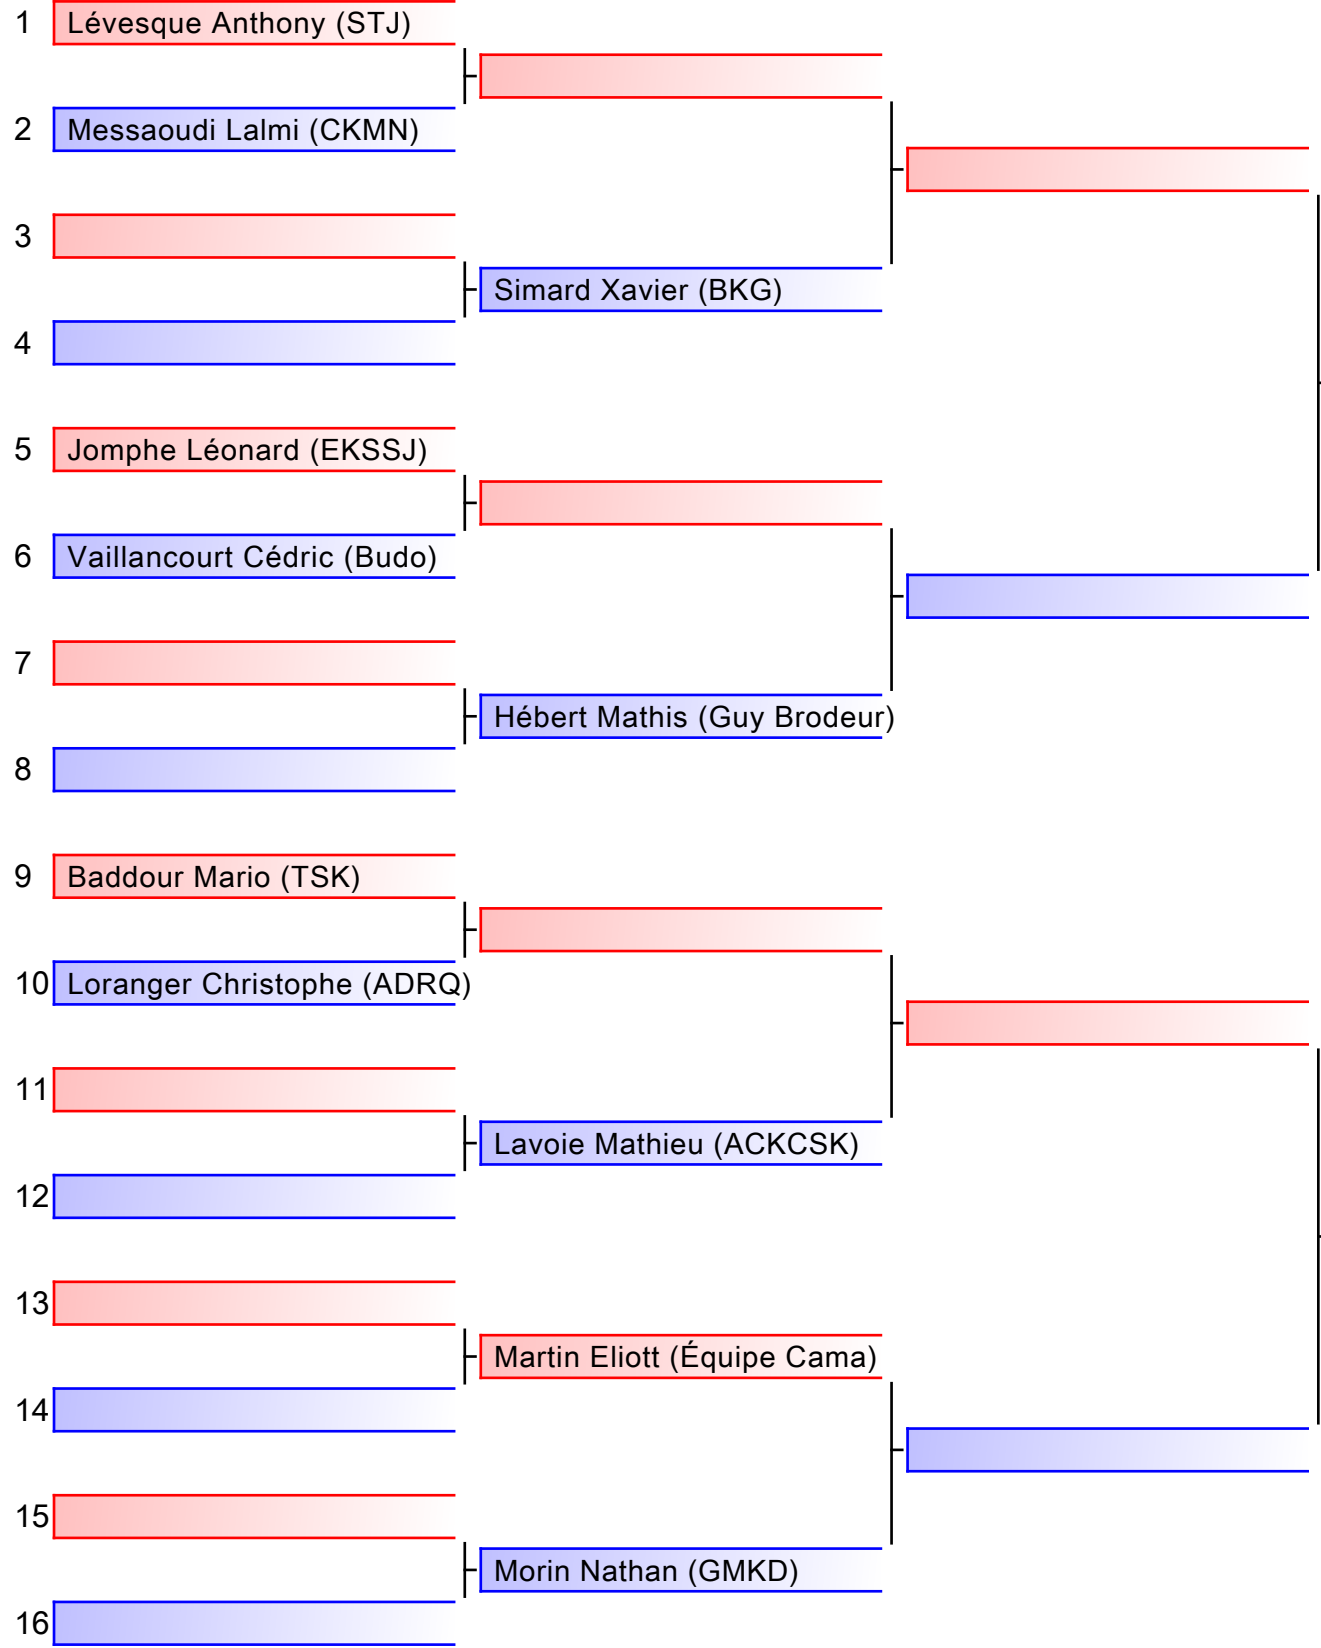 1 Lévesque Anthony (STJ)
2 Messaoudi Lalmi (CKMN)
3
Simard Xavier (BKG)
4
5 Jomphe Léonard (EKSSJ)
6 Vaillancourt Cédric (Budo)
7
Hébert Mathis (Guy Brodeur)
8
9 Baddour Mario (TSK)
10 Loranger Christophe (ADRQ)
11
Lavoie Mathieu (ACKCSK)
12
13
Martin Eliott (Équipe Cama)
14
15
Morin Nathan (GMKD)
16